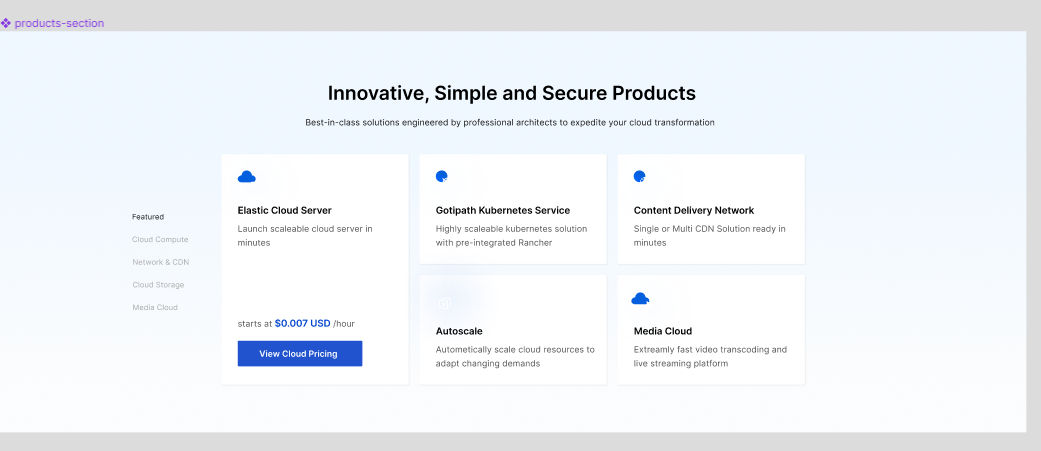 products-section
Innovative, Simple and Secure Products
Best-in-class solutions engineered by professional architects to expedite your cloud transformation
Featured
Cloud Compute
Network & CDN
Cloud Storage
Media Cloud
Elastic Cloud Server
Launch scaleable cloud server in
minutes
starts at $0.007 USD /hour
View Cloud Pricing
Gotipath Kubernetes Service
Highly scaleable kubernetes solution
with pre-integrated Rancher
Content Delivery Network
Single or Multi CDN Solution ready in
minutes
Autoscale
Autometically scale cloud resources to
adapt changing demands
Media Cloud
Extreamly fast video transcoding and
live streaming platform